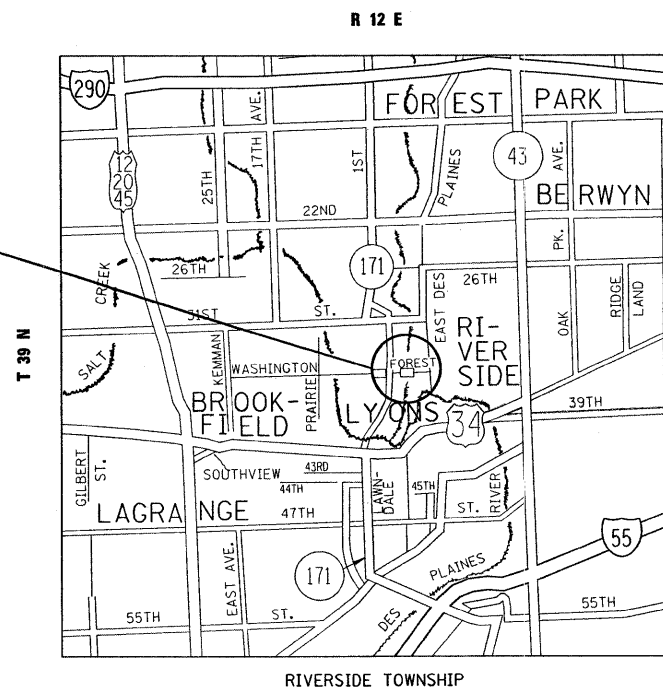 R 12 E
290
FOREST PARK
12
20
45
25TH
17TH AVE.
1ST
PLAINES
43
AVE.
BERWYN
22ND
PK.
171
CREEK
26TH
26TH
EAST DES
31ST ST.
RIDGE LAND
OAK
T 39 N
SALT
KEMMAN
WASHINGTON
PRAIRIE
FOREST
RI-
VER
SIDE
BROOK-
FIELD
LYONS
34
39TH
GILBERT ST.
SOUTHVIEW
43RD
44TH
LAWN-
DALE
45TH
RIVER
LAGRANGE
47TH
ST.
55
EAST AVE.
171
PLAINES
DES
55TH
ST.
55TH
RIVERSIDE TOWNSHIP